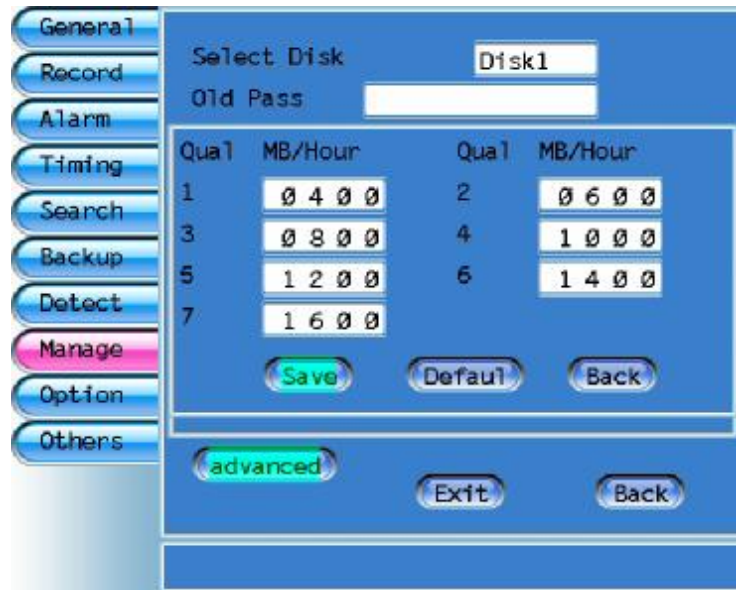 General
Record
Alarm
Timing
Search
Backup
Detect
Manage
Option
Others
Select Disk Disk1
Old Pass
Qual MB/Hour Qual MB/Hour
1 0400 2 0600
3 0800 4 1000
5 1200 6 1400
7 1600
Save Defaul Back
advanced
Exit Back